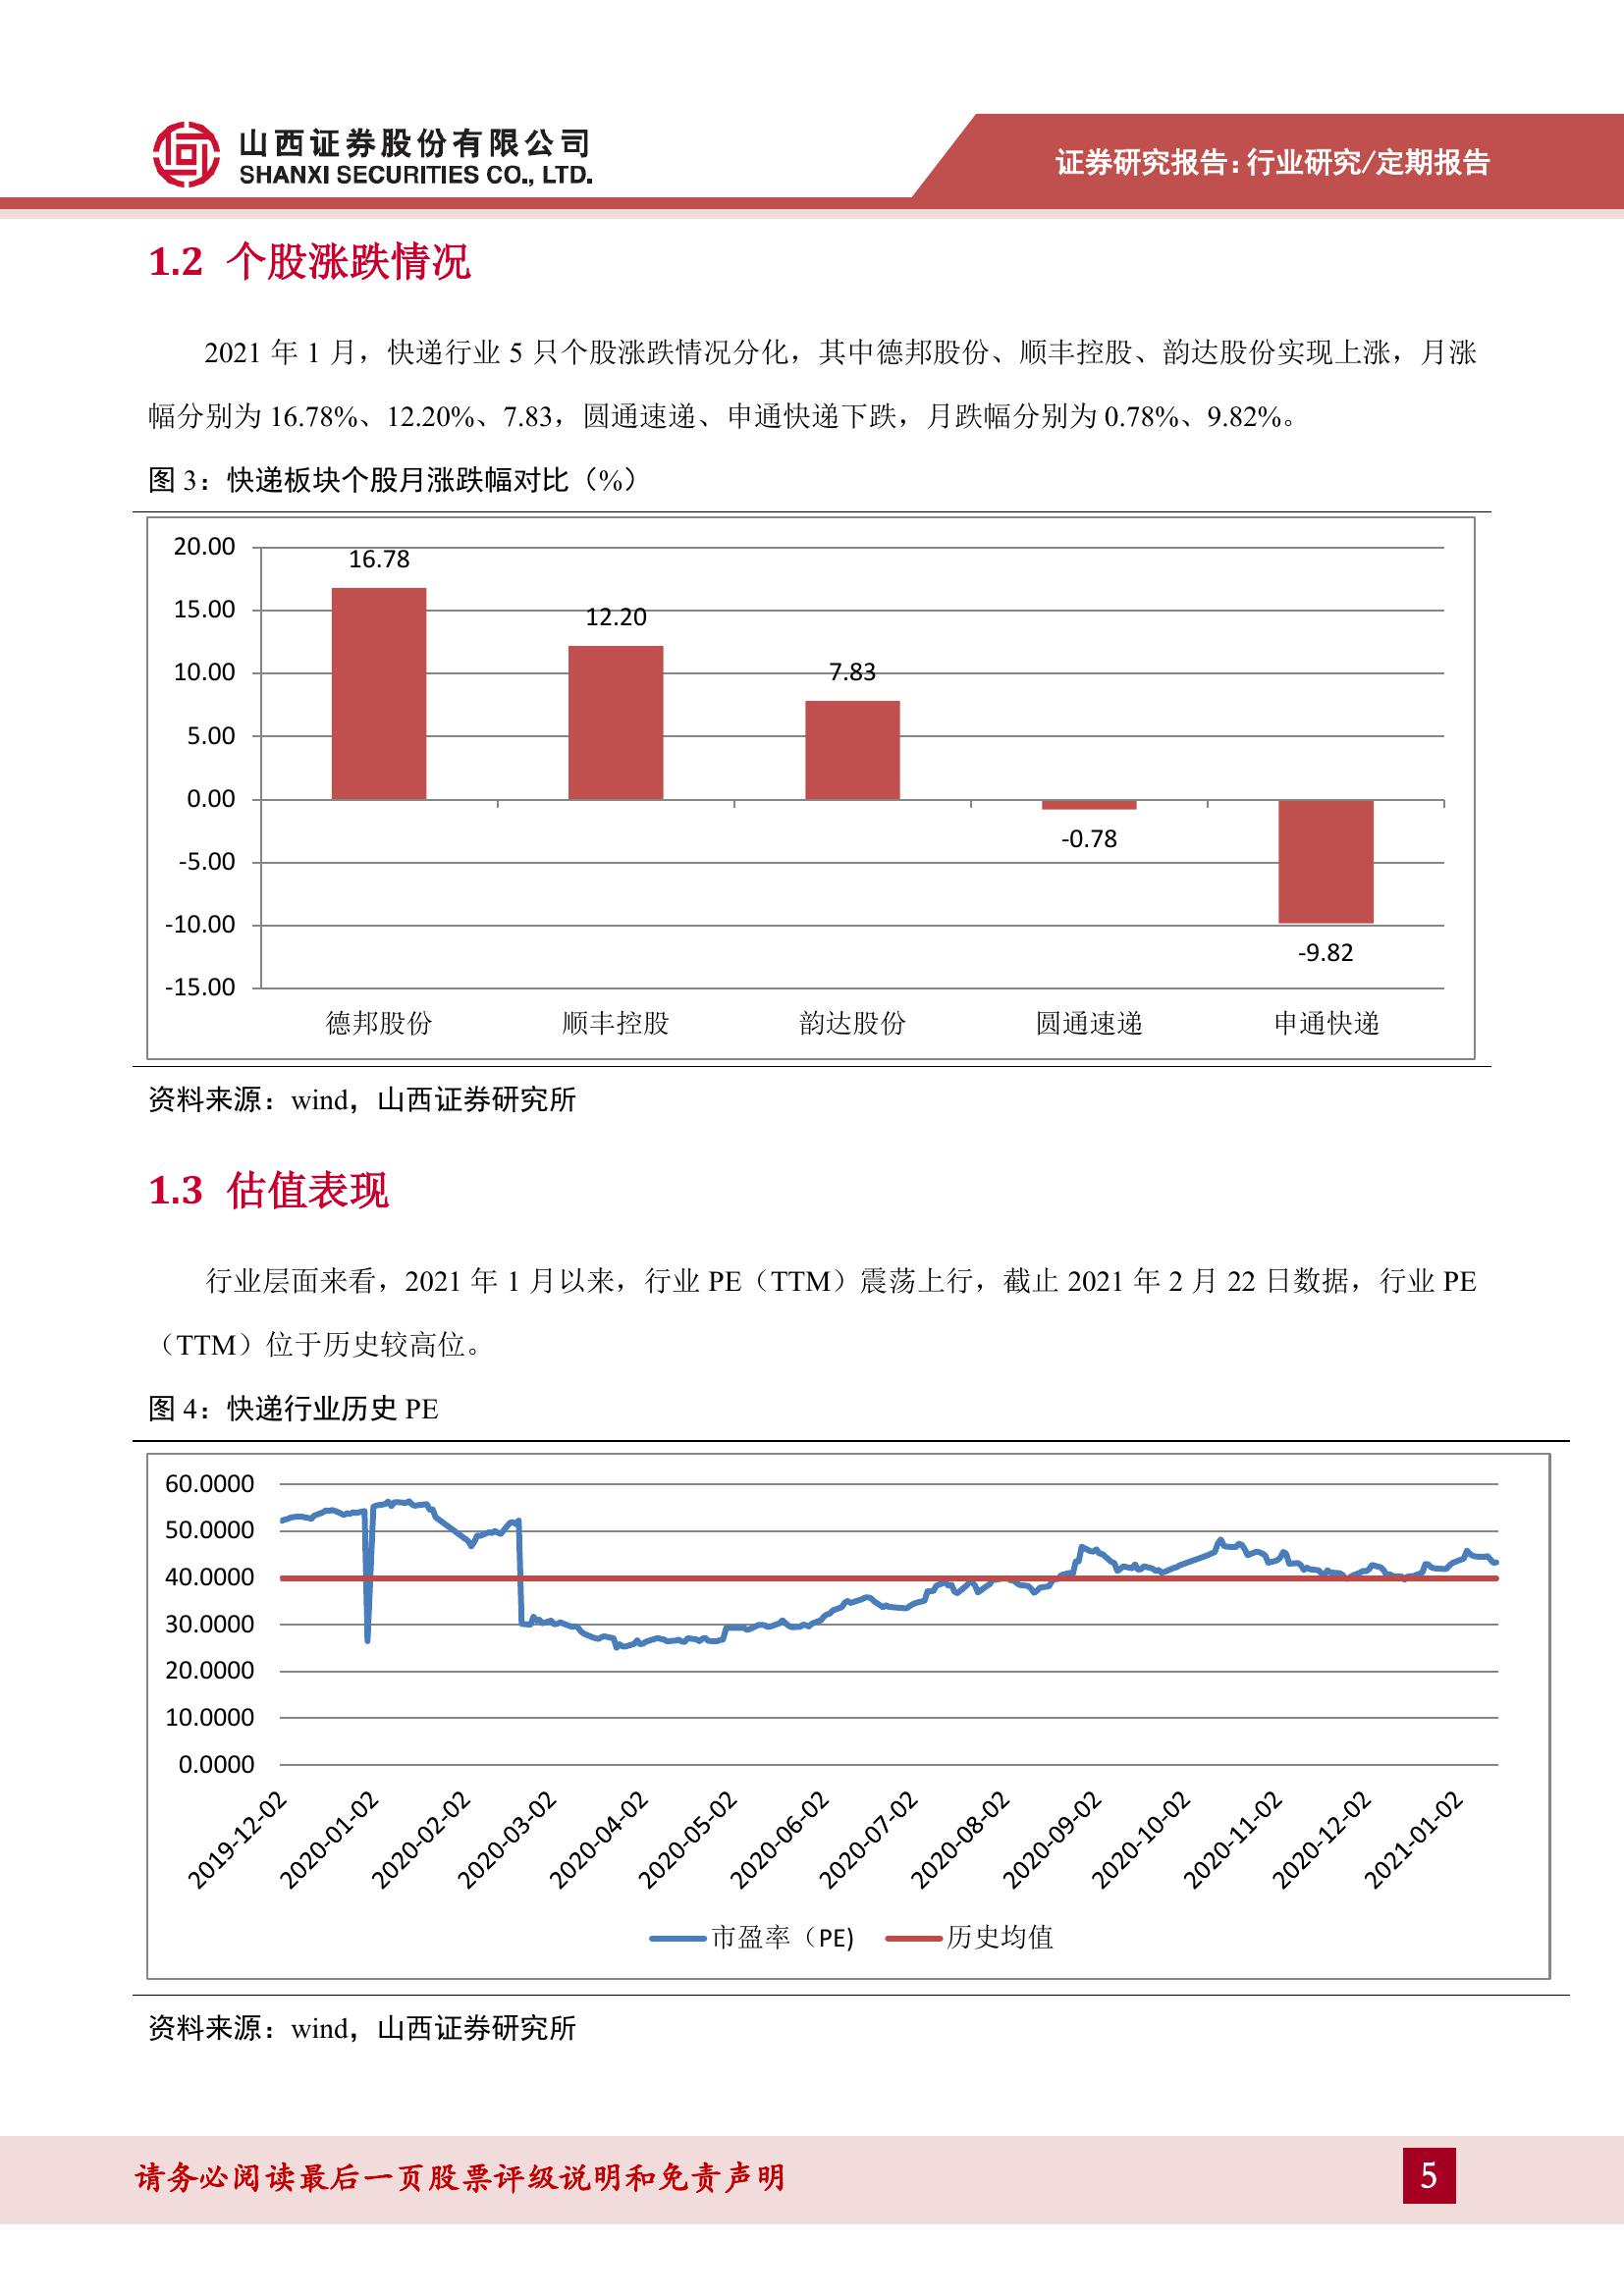 山西证券股份有限公司
SHANXI SECURITIES CO., LTD.
证券研究报告:行业研究/定期报告
1.2 个股涨跌情况
2021 年 1 月，快递行业 5 只个股涨跌情况分化，其中德邦股份、顺丰控股、韵达股份实现上涨，月涨
幅分别为 16.78%、12.20%、7.83，圆通速递、申通快递下跌，月跌幅分别为 0.78%、9.82%。
图 3：快递板块个股月涨跌幅对比（%）
20.00
15.00
10.00
5.00
0.00
-5.00
-10.00
-15.00
16.78
12.20
7.83
-0.78
-9.82
德邦股份 顺丰控股 韵达股份 圆通速递 申通快递
资料来源：wind，山西证券研究所
1.3 估值表现
行业层面来看，2021 年 1 月以来，行业 PE（TTM）震荡上行，截止 2021 年 2 月 22 日数据，行业 PE
（TTM）位于历史较高位。
图 4：快递行业历史 PE
60.0000
50.0000
40.0000
30.0000
20.0000
10.0000
0.0000
2019-12-02 2020-01-02 2020-02-02 2020-03-02 2020-04-02 2020-05-02 2020-06-02 2020-07-02 2020-08-02 2020-09-02 2020-10-02 2020-11-02 2020-12-02 2021-01-02
市盈率（PE) 历史均值
资料来源：wind，山西证券研究所
请务必阅读最后一页股票评级说明和免责声明
5